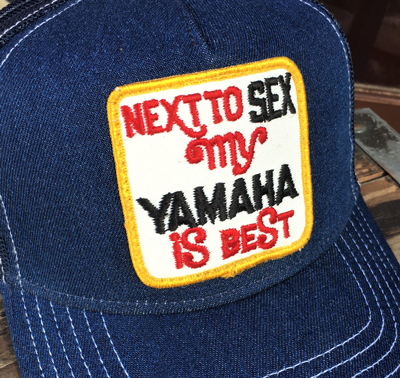 NEXT TO SEX
my
YAMAHA
iS BEST